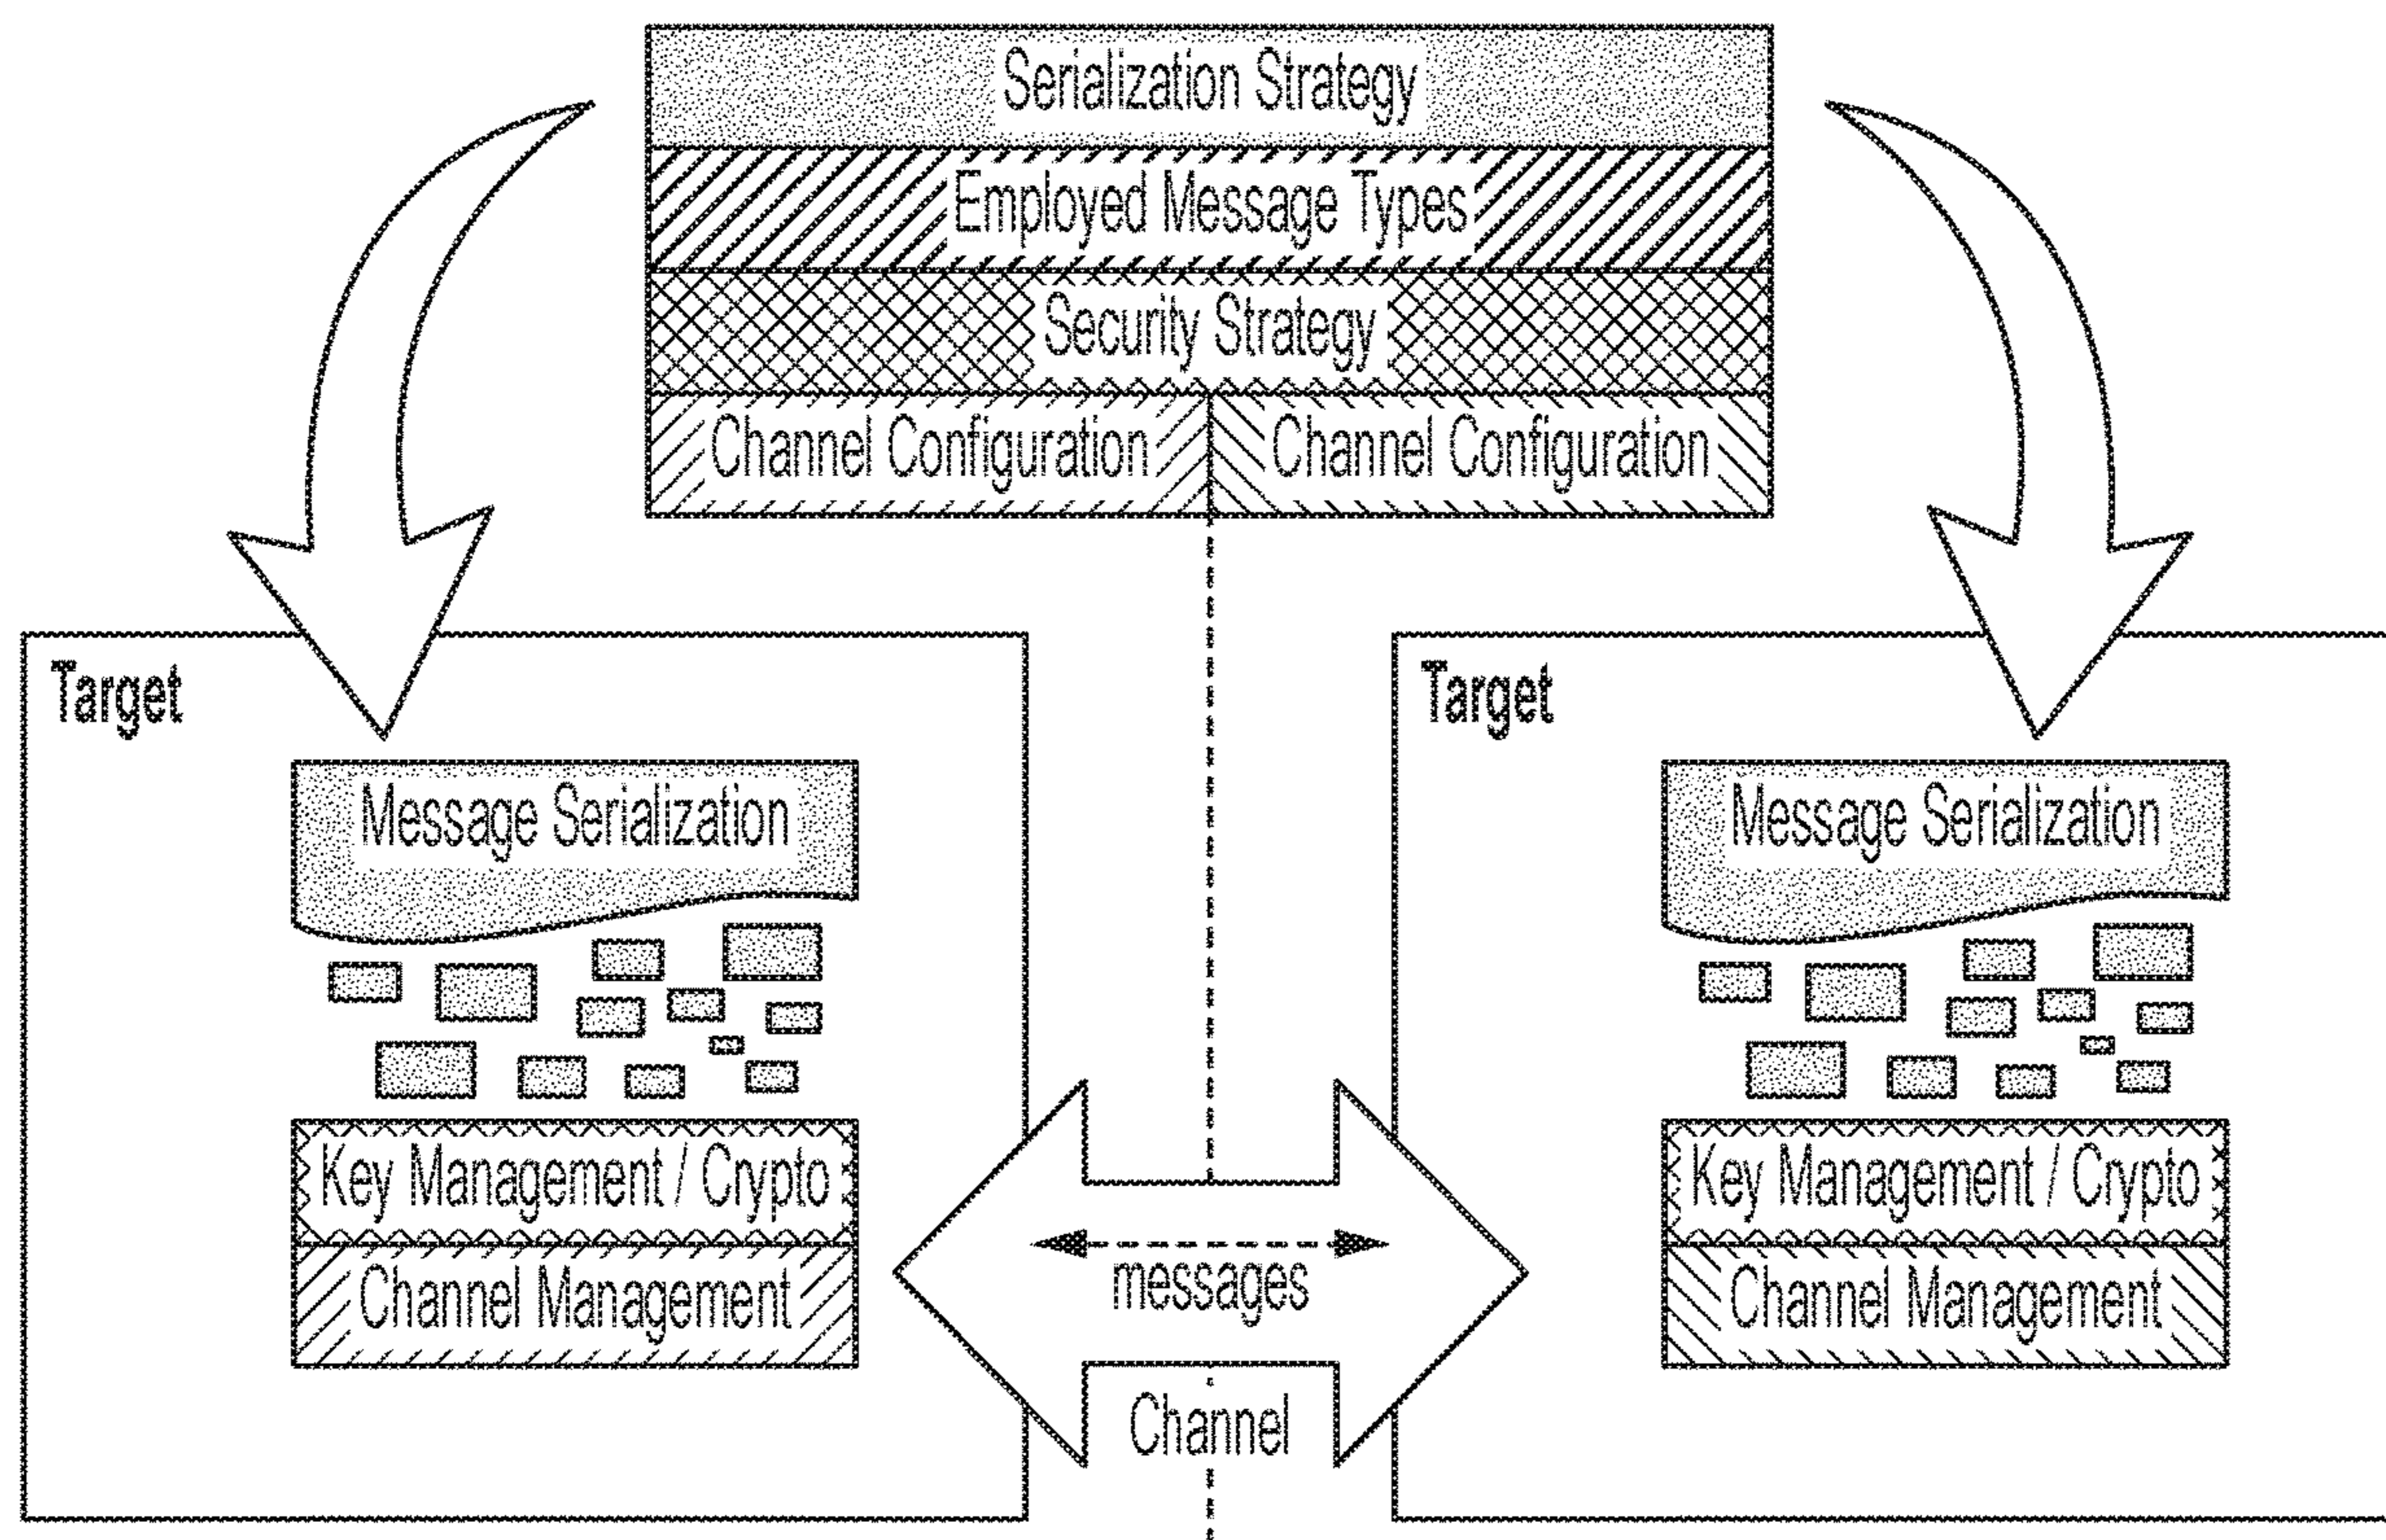 Serialization Strategy
Employed Message Types
Security Strategy
Channel Configuration
Channel Configuration
Target
Message Serialization
Key Management / Crypto
Channel Management
messages
Channel
Target
Message Serialization
Key Management / Crypto
Channel Management